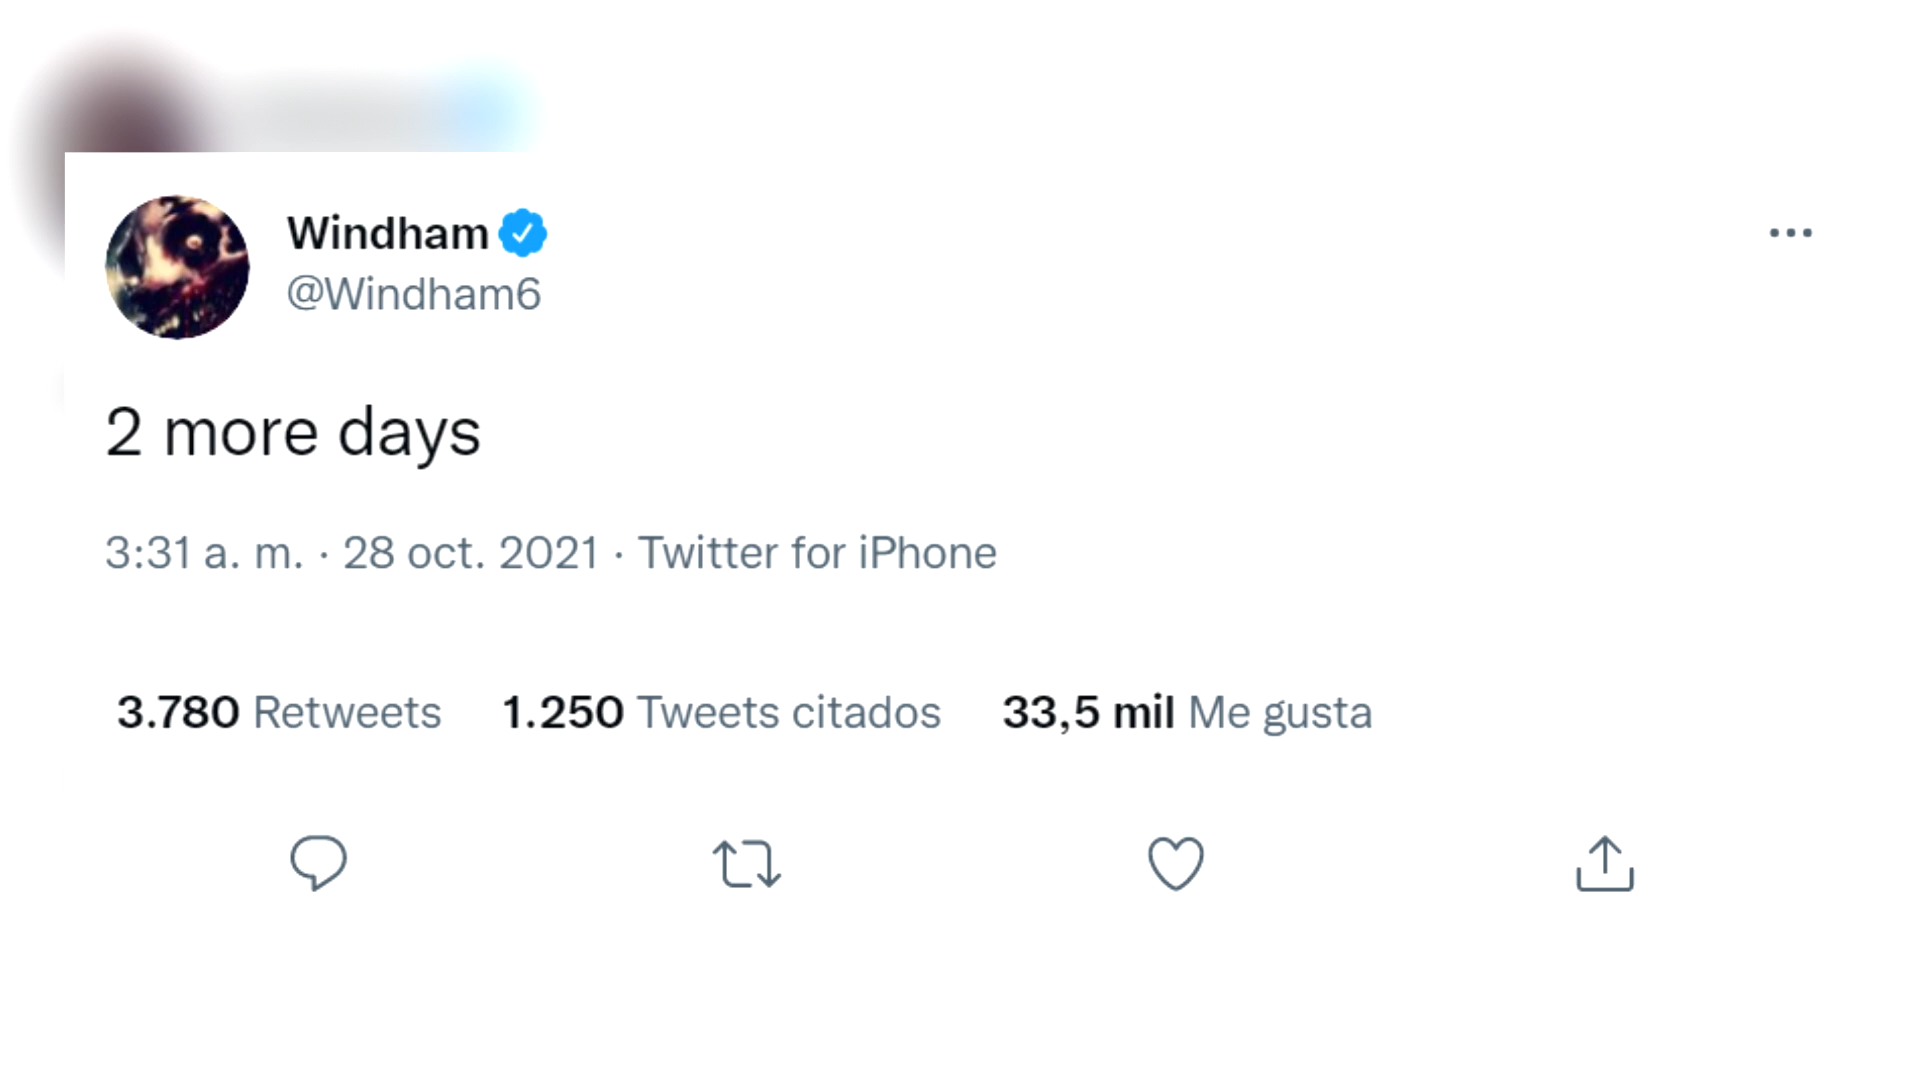 Windham
@Windham6
2 more days
3:31 a. m. · 28 oct. 2021 · Twitter for iPhone
3.780 Retweets 1.250 Tweets citados 33,5 mil Me gusta